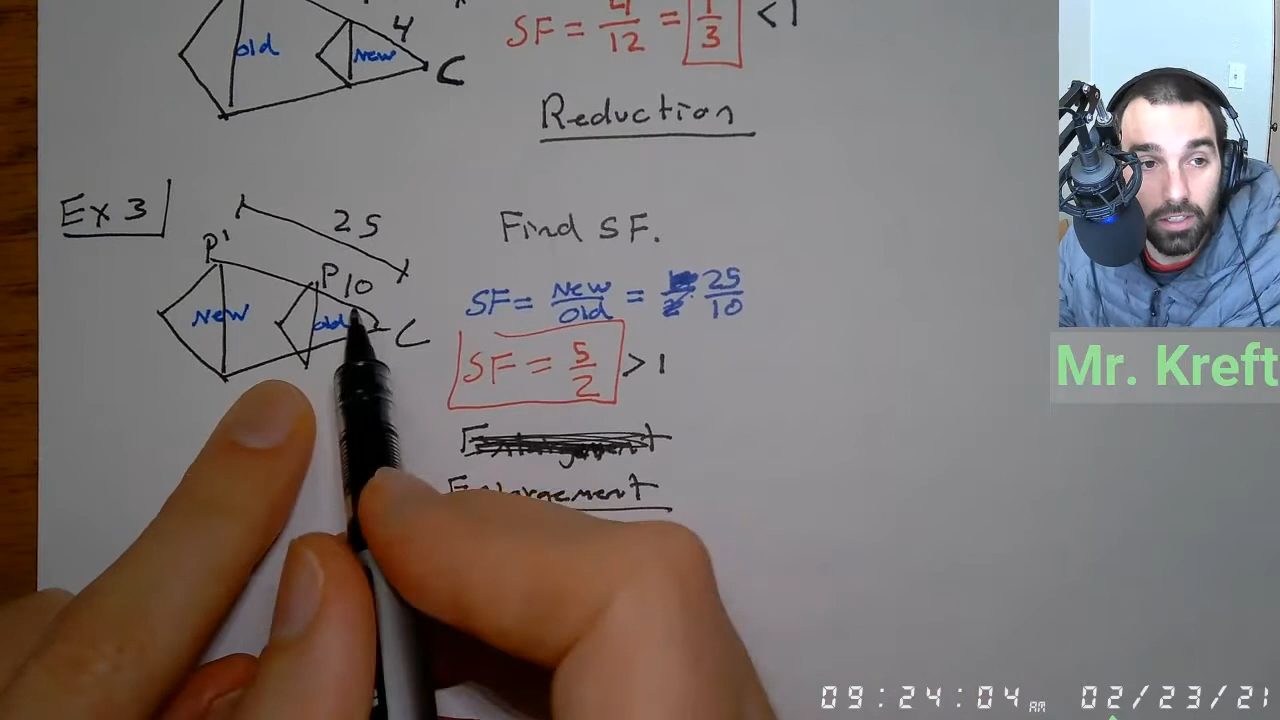 4
old
New
C
SF = 4/12 = 1/3 < 1
Reduction
Ex 3
25
Find SF.
P'
P
10
New
old
C
SF = New/Old = 25/10
SF = 5/2 > 1
Enlargement
Mr. Kreft
09:24:04 AM 02/23/21